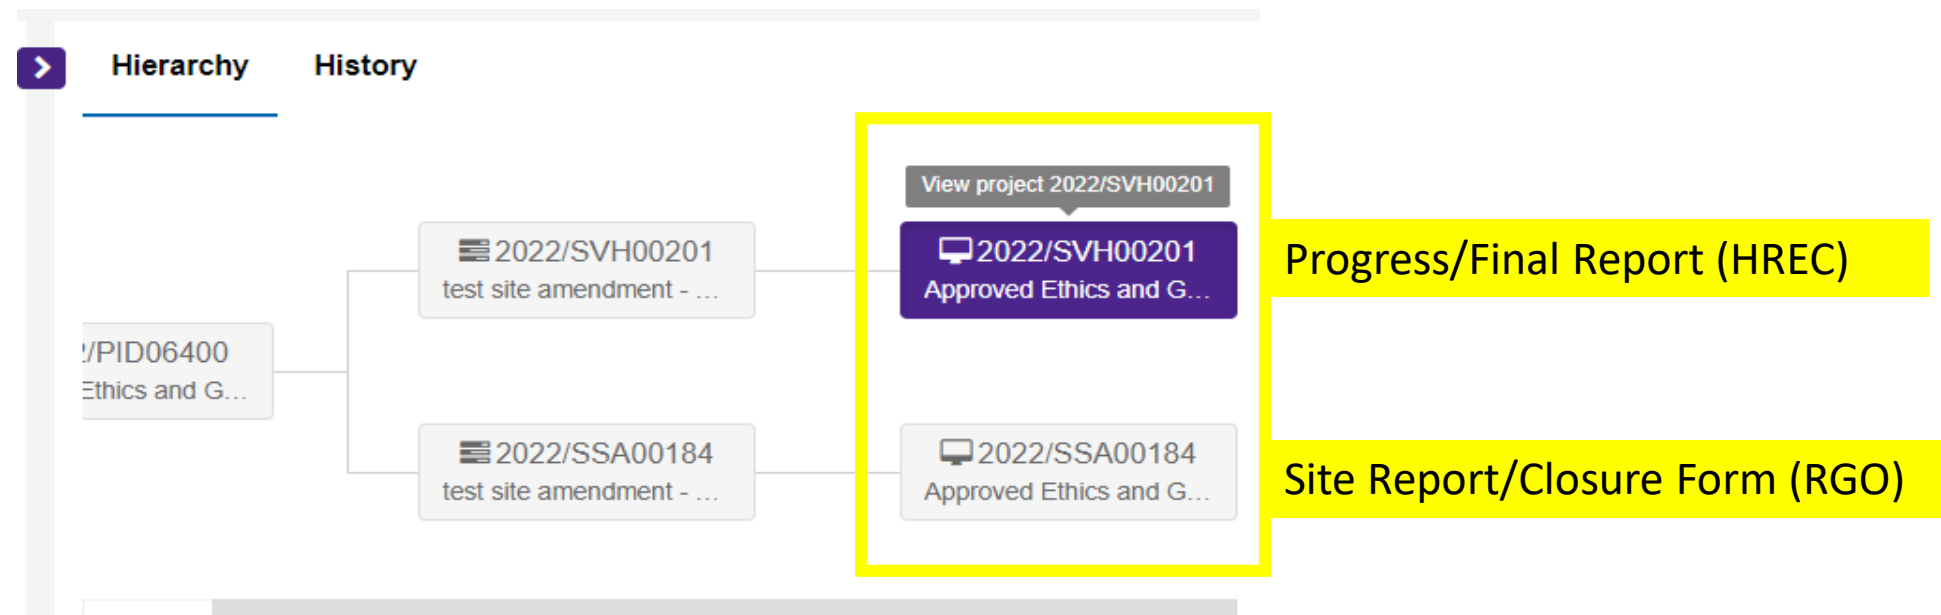 Hierarchy History
View project 2022/SVH00201
2022/SVH00201
test site amendment - ...
2022/SVH00201
Approved Ethics and G...
Progress/Final Report (HREC)
/PID06400
Ethics and G...
2022/SSA00184
test site amendment - ...
2022/SSA00184
Approved Ethics and G...
Site Report/Closure Form (RGO)